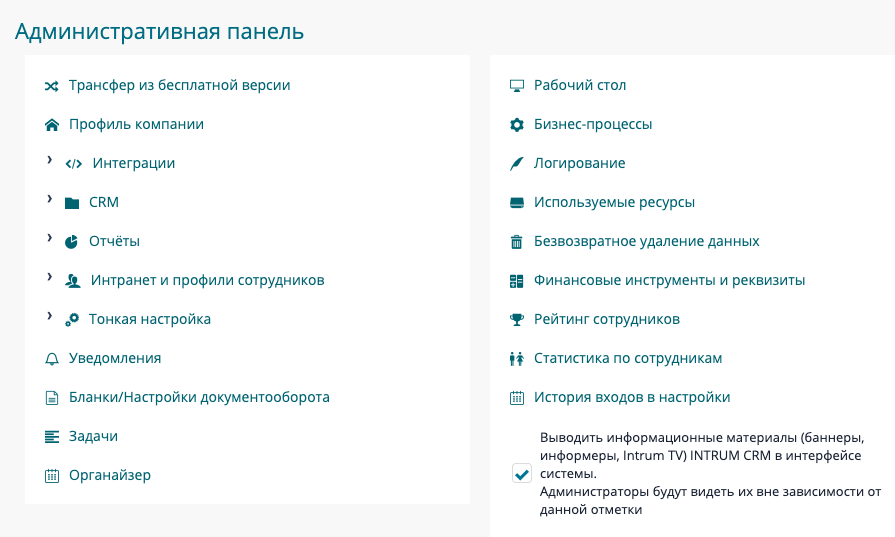 Административная панель
Трансфер из бесплатной версии
Профиль компании
Интеграции
CRM
Отчёты
Интранет и профили сотрудников
Тонкая настройка
Уведомления
Бланки/Настройки документооборота
Задачи
Органайзер
Рабочий стол
Бизнес-процессы
Логирование
Используемые ресурсы
Безвозвратное удаление данных
Финансовые инструменты и реквизиты
Рейтинг сотрудников
Статистика по сотрудникам
История входов в настройки
Выводить информационные материалы (баннеры,
информеры, Intrum TV) INTRUM CRM в интерфейсе
системы.
Администраторы будут видеть их вне зависимости от
данной отметки